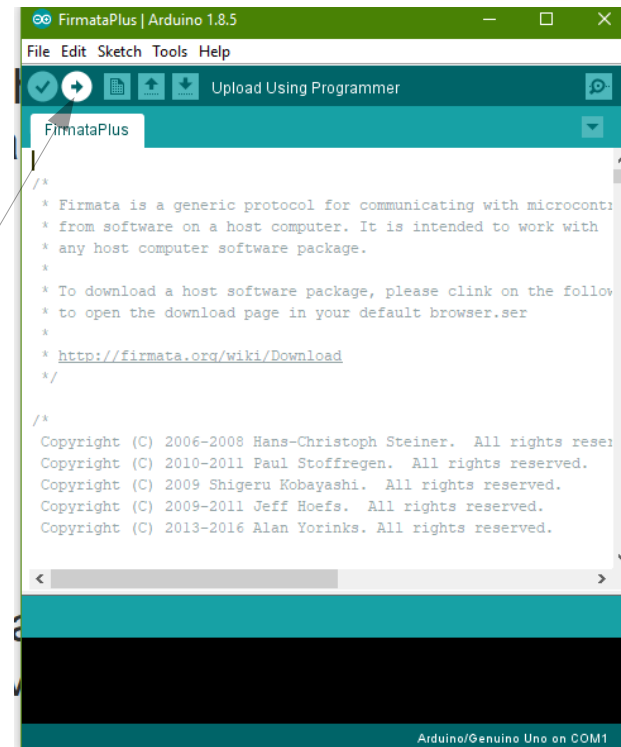 FirmataPlus | Arduino 1.8.5
File Edit Sketch Tools Help
Upload Using Programmer
FirmataPlus
/*
* Firmata is a generic protocol for communicating with microcontr
* from software on a host computer. It is intended to work with
* any host computer software package.
*
* To download a host software package, please clink on the follow
* to open the download page in your default browser.ser
*
* http://firmata.org/wiki/Download
*/
/*
Copyright (C) 2006-2008 Hans-Christoph Steiner. All rights reser
Copyright (C) 2010-2011 Paul Stoffregen. All rights reserved.
Copyright (C) 2009 Shigeru Kobayashi. All rights reserved.
Copyright (C) 2009-2011 Jeff Hoefs. All rights reserved.
Copyright (C) 2013-2016 Alan Yorinks. All rights reserved.
Arduino/Genuino Uno on COM1